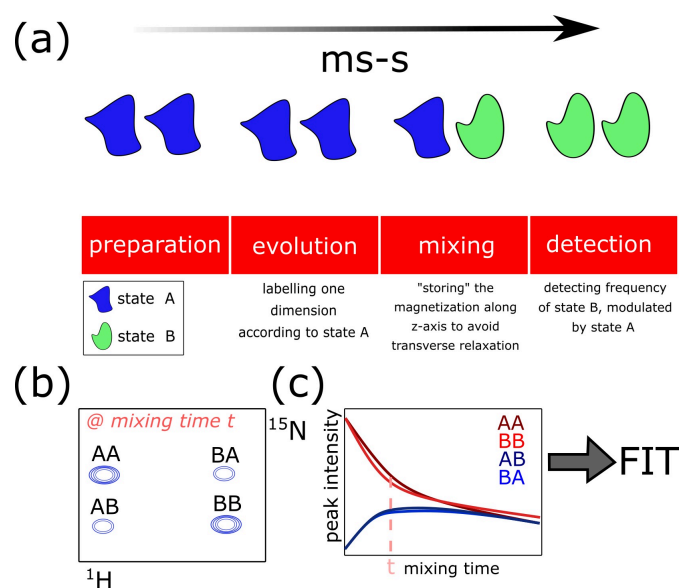 (a)
ms-s
preparation
evolution
mixing
detection
state A
state B
labelling one
dimension
according to state A
"storing" the
magnetization along
z-axis to avoid
transverse relaxation
detecting frequency
of state B, modulated
by state A
(b)
@ mixing time t
15N
AA
BA
AB
BB
1H
(c)
peak intensity
AA
BB
AB
BA
t
mixing time
FIT